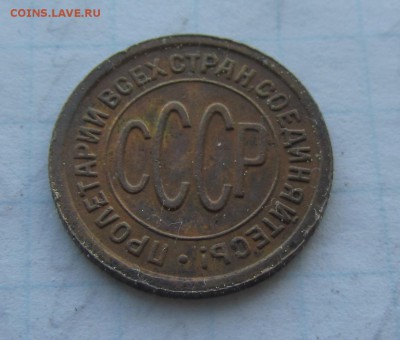 COINS.LAVE.RU
ПРОЛЕТАРИИ ВСЕХ СТРАН, СОЕДИНЯЙТЕСЬ!
СССР